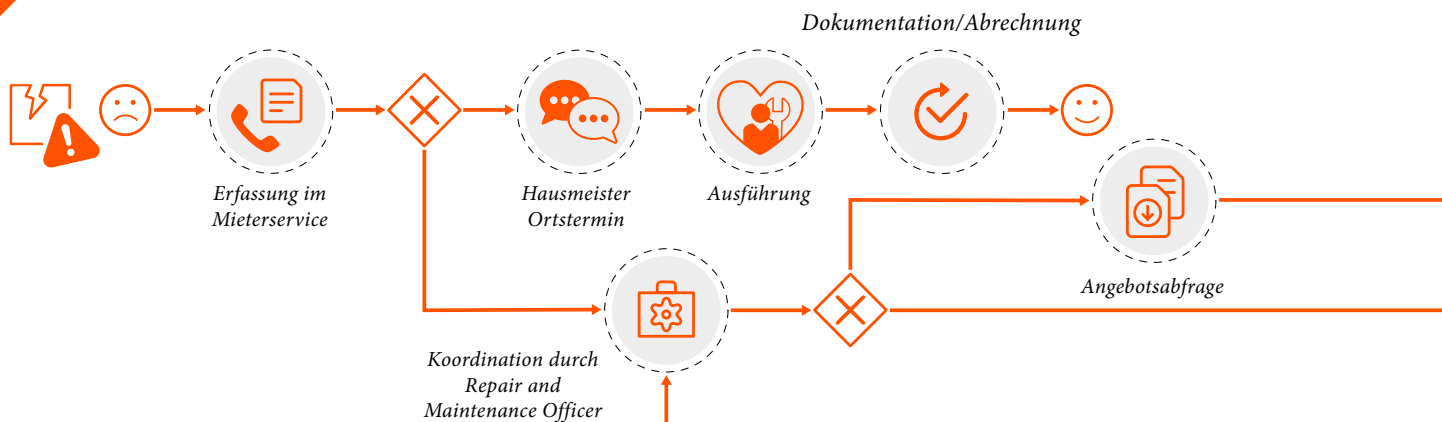 Dokumentation/Abrechnung
Erfassung im
Mieterservice
Hausmeister
Ortstermin
Ausführung
Angebotsabfrage
Koordination durch
Repair and
Maintenance Officer